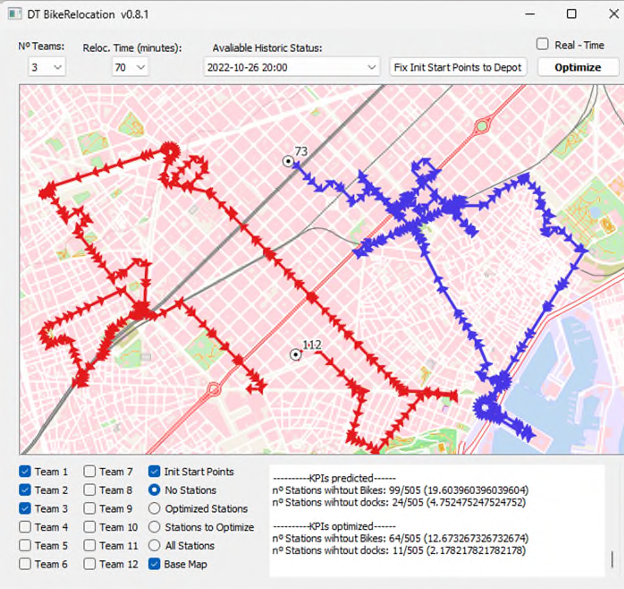 DT BikeRelocation v0.8.1
Nº Teams:
Reloc. Time (minutes):
Avaliable Historic Status:
Real - Time
3
70
2022-10-26 20:00
Fix Init Start Points to Depot
Optimize
73
112
Team 1
Team 7
Init Start Points
Team 2
Team 8
No Stations
Team 3
Team 9
Optimized Stations
Team 4
Team 10
Stations to Optimize
Team 5
Team 11
All Stations
Team 6
Team 12
Base Map
----------KPIs predicted------
nº Stations wihtout Bikes: 99/505 (19.603960396039604)
nº Stations wihtout docks: 24/505 (4.752475247524752)
----------KPIs optimized------
nº Stations wihtout Bikes: 64/505 (12.673267326732674)
nº Stations wihtout docks: 11/505 (2.178217821782178)